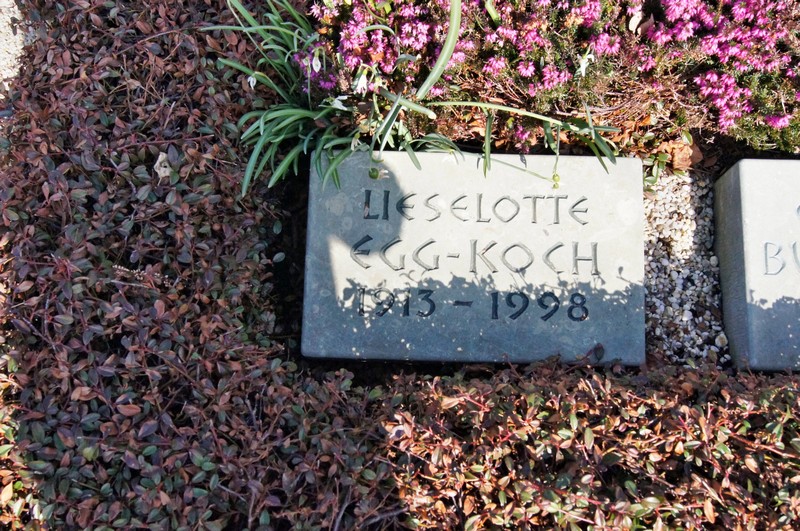 LIESELOTTE
EGG-KOCH
1913 - 1998